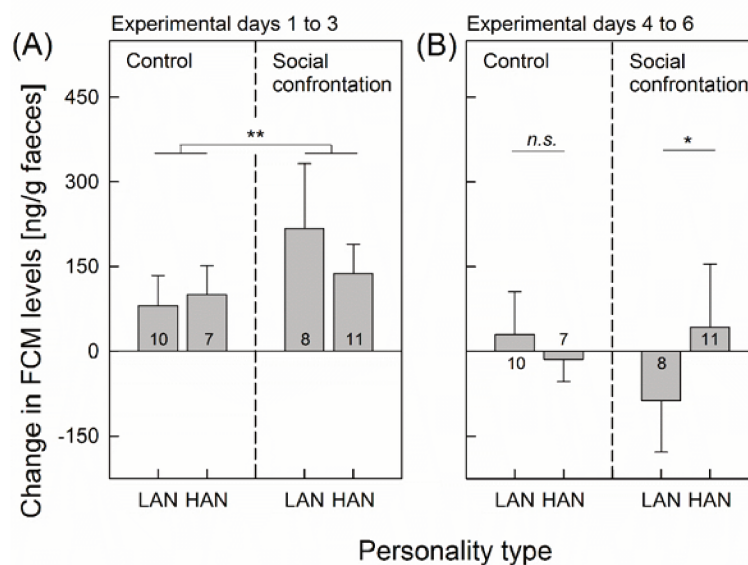 Experimental days 1 to 3
Experimental days 4 to 6
(A)
(B)
Control
Social
confrontation
Control
Social
confrontation
Change in FCM levels [ng/g faeces]
450
300
150
0
-150
**
n.s.
*
10
7
8
11
10
7
8
11
LAN HAN
LAN HAN
LAN HAN
LAN HAN
Personality type